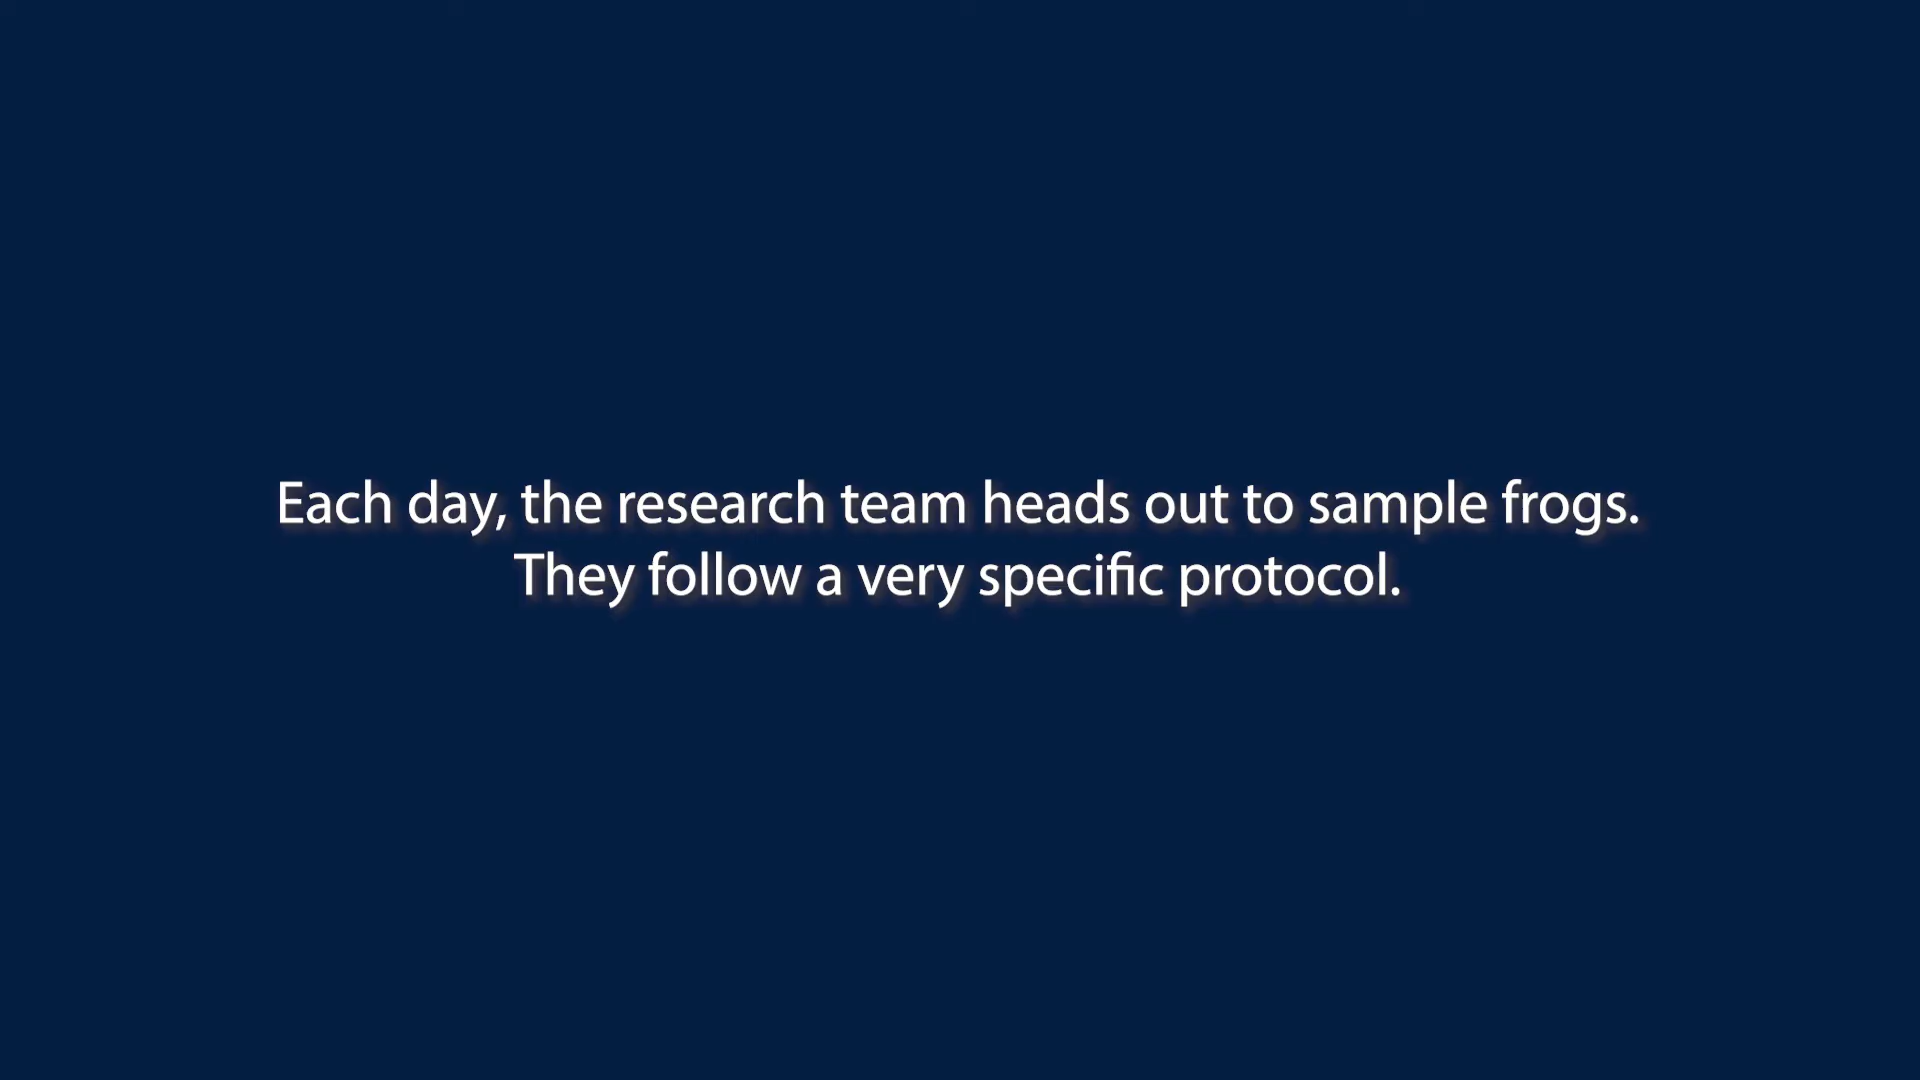 Each day, the research team heads out to sample frogs.
They follow a very specific protocol.